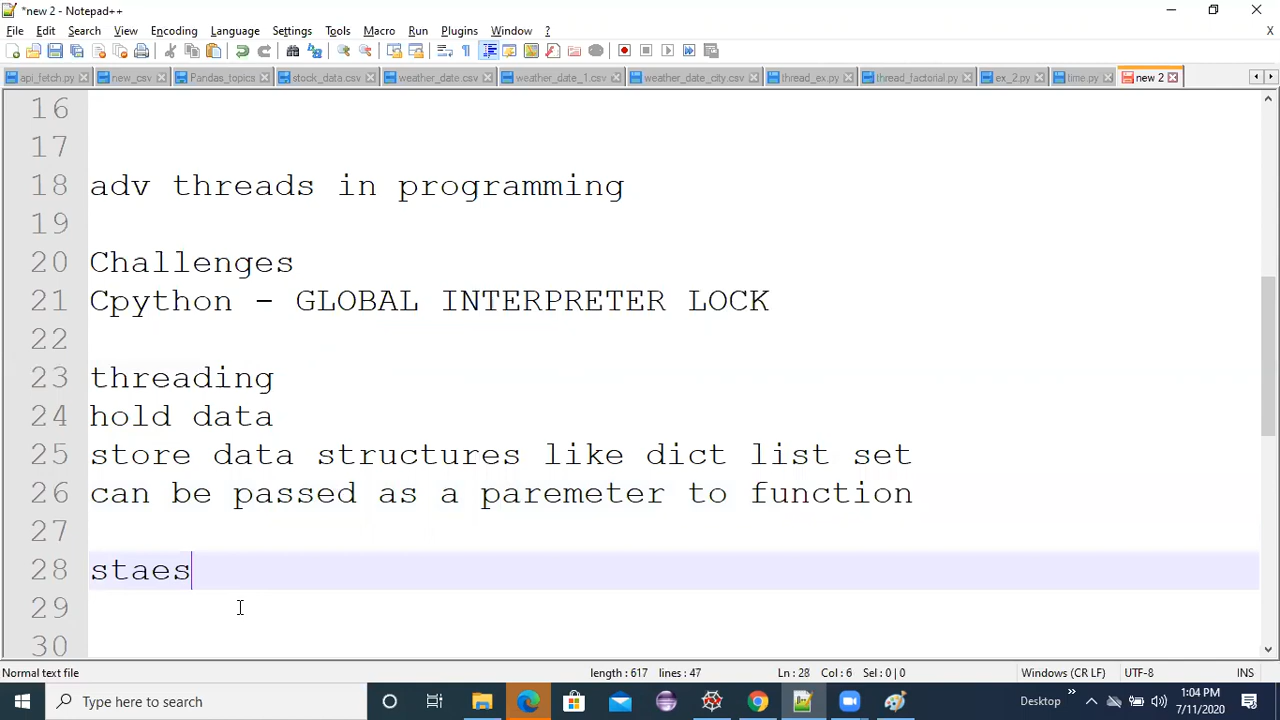 *new 2 - Notepad++
File Edit Search View Encoding Language Settings Tools Macro Run Plugins Window ? X
api_fetch.py new_csv Pandas_topics stock_data.csv weather_date.csv weather_date_1.csv weather_date_city.csv thread_ex.py thread_factorial.py ex_2.py time.py new 2
16
17
18 adv threads in programming
19
20 Challenges
21 Cpython - GLOBAL INTERPRETER LOCK
22
23 threading
24 hold data
25 store data structures like dict list set
26 can be passed as a paremeter to function
27
28 staes
29
30
Normal text file length : 617 lines : 47 Ln : 28 Col : 6 Sel : 0 | 0 Windows (CR LF) UTF-8 INS
Type here to search Desktop 1:04 PM
7/11/2020